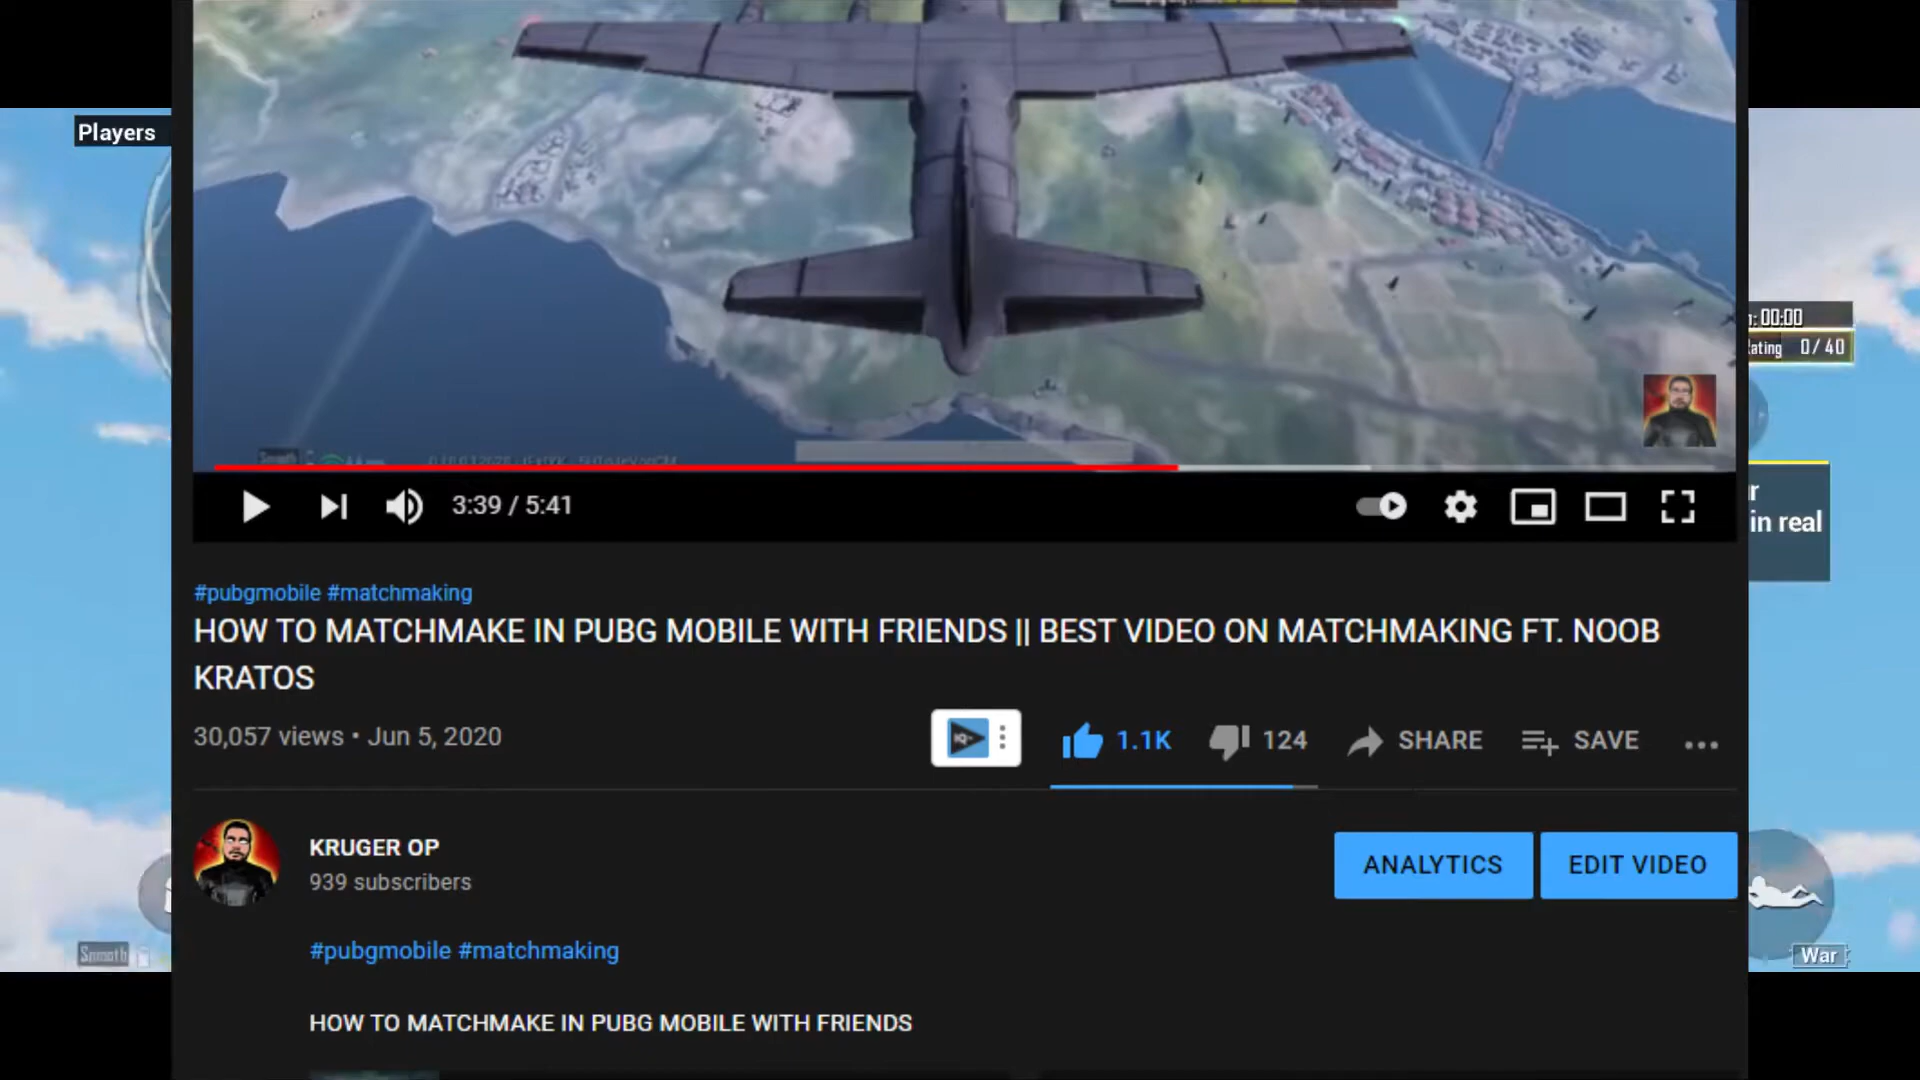 Players
: 00:00
Rating 0/40
r
in real
3:39 / 5:41
#pubgmobile #matchmaking
HOW TO MATCHMAKE IN PUBG MOBILE WITH FRIENDS || BEST VIDEO ON MATCHMAKING FT. NOOB
KRATOS
30,057 views • Jun 5, 2020
IQ
1.1K
124
SHARE
SAVE
KRUGER OP
939 subscribers
ANALYTICS
EDIT VIDEO
#pubgmobile #matchmaking
Smooth
War
HOW TO MATCHMAKE IN PUBG MOBILE WITH FRIENDS